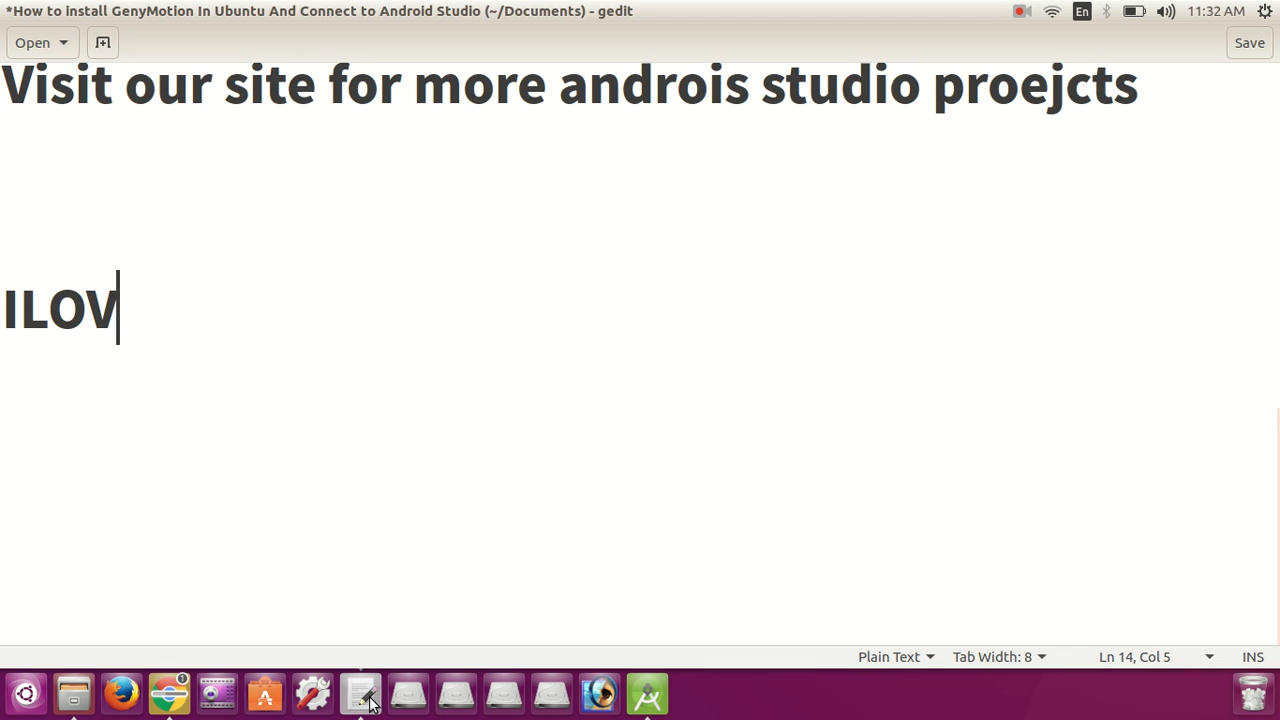 *How to install GenyMotion In Ubuntu And Connect to Android Studio (~/Documents) - gedit
En
11:32 AM
Open
Save
Visit our site for more androis studio proejcts
ILOV
Plain Text
Tab Width: 8
Ln 14, Col 5
INS
1